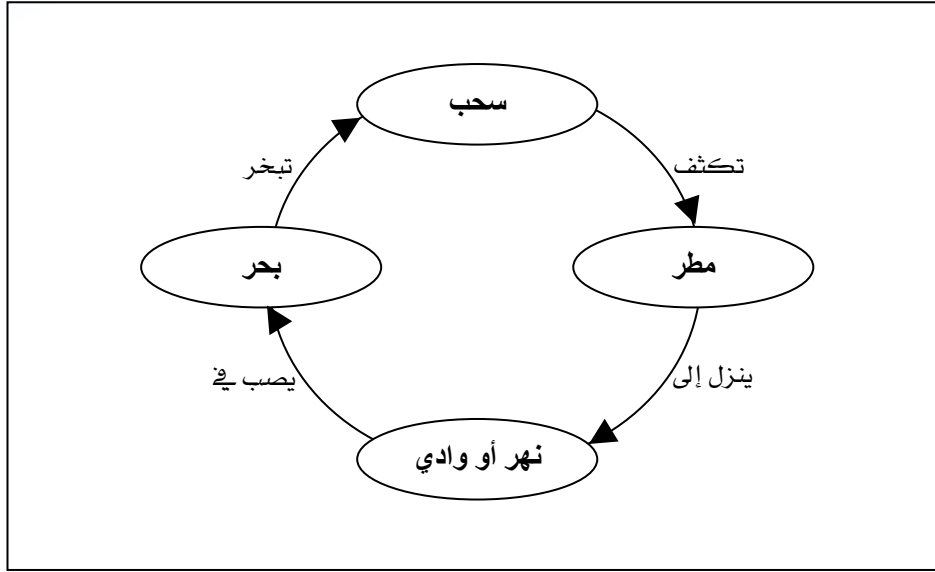 سحب
تكثف
تبخر
مطر
بحر
ينزل إلى
يصب في
نهر أو وادي